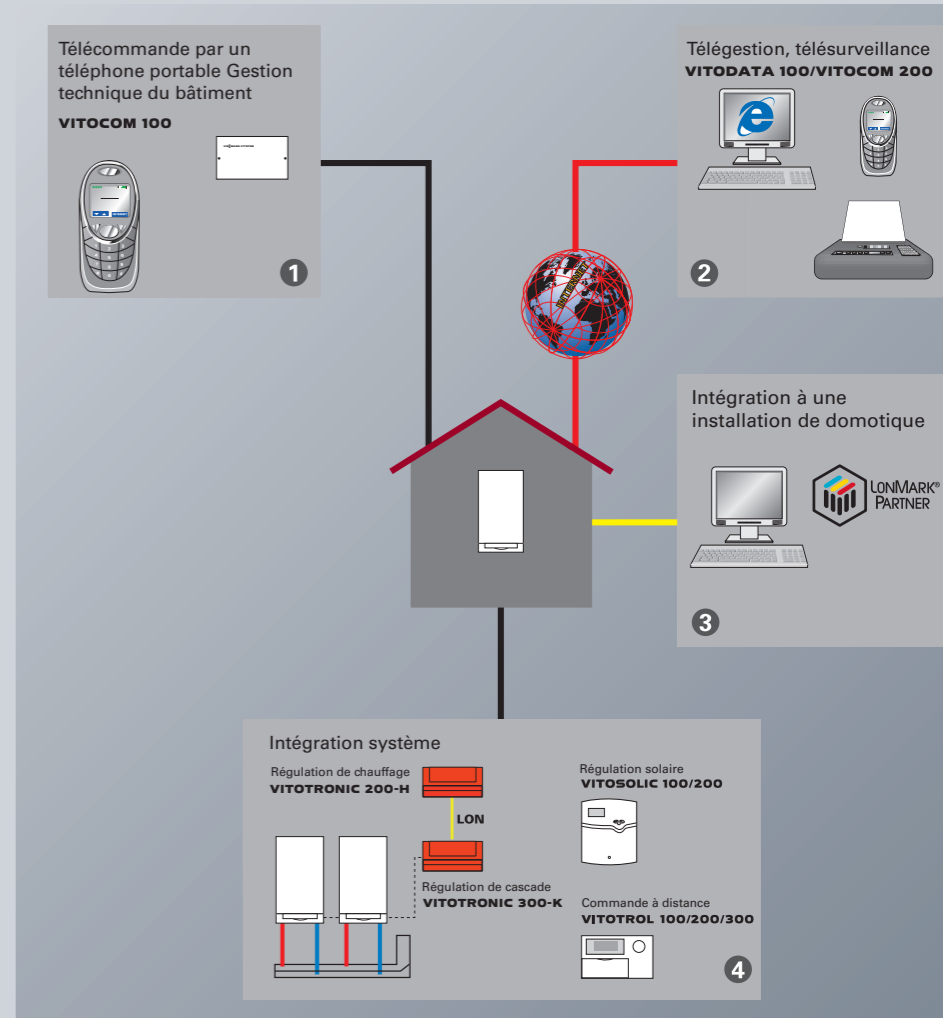 Télécommande par un
téléphone portable Gestion
technique du bâtiment
VITOCOM 100
1
Télégestion, télésurveillance
VITODATA 100/VITOCOM 200
2
INTERNET
Intégration à une
installation de domotique
LONMARK®
PARTNER
3
Intégration système
Régulation de chauffage
VITOTRONIC 200-H
LON
Régulation de cascade
VITOTRONIC 300-K
Régulation solaire
VITOSOLIC 100/200
Commande à distance
VITOTROL 100/200/300
4